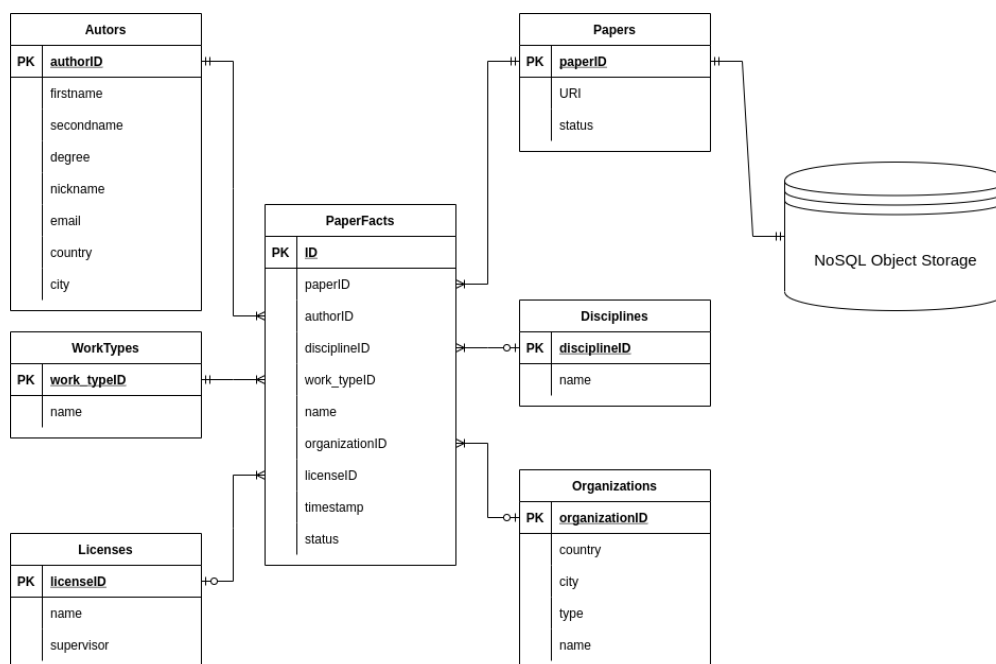 Autors
PK authorID
firstname
secondname
degree
nickname
email
country
city
WorkTypes
PK work_typeID
name
Licenses
PK licenseID
name
supervisor
PaperFacts
PK ID
paperID
authorID
disciplineID
work_typeID
name
organizationID
licenseID
timestamp
status
Papers
PK paperID
URI
status
Disciplines
PK disciplineID
name
Organizations
PK organizationID
country
city
type
name
NoSQL Object Storage